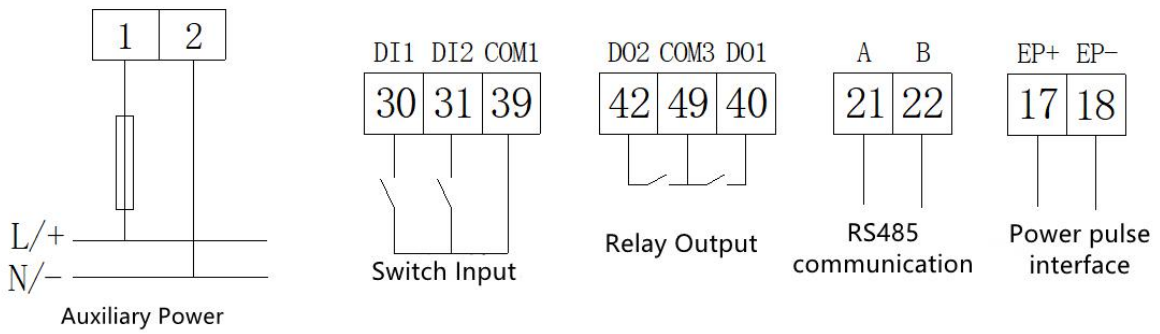 1 2
L/+
N/-
Auxiliary Power
DI1 DI2 COM1
30 31 39
Switch Input
DO2 COM3 DO1
42 49 40
Relay Output
A B
21 22
RS485
communication
EP+ EP-
17 18
Power pulse
interface